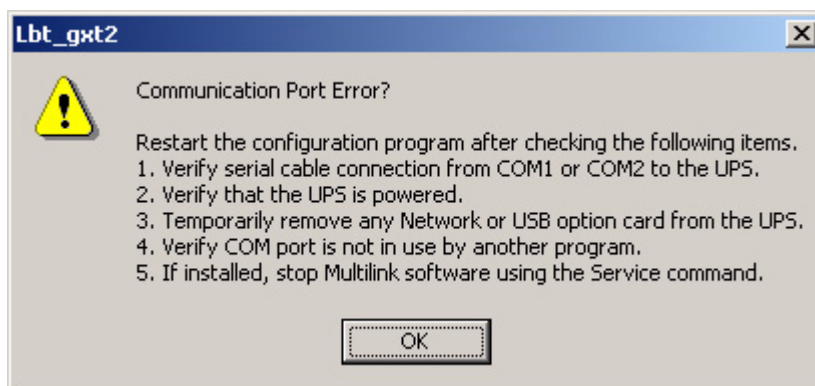 Lbt_gxt2
Communication Port Error?
Restart the configuration program after checking the following items.
1. Verify serial cable connection from COM1 or COM2 to the UPS.
2. Verify that the UPS is powered.
3. Temporarily remove any Network or USB option card from the UPS.
4. Verify COM port is not in use by another program.
5. If installed, stop Multilink software using the Service command.
OK